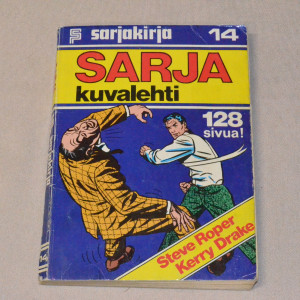 sarjakirja 14
SARJA
kuvalehti
128
sivua!
Steve Roper
Kerry Drake